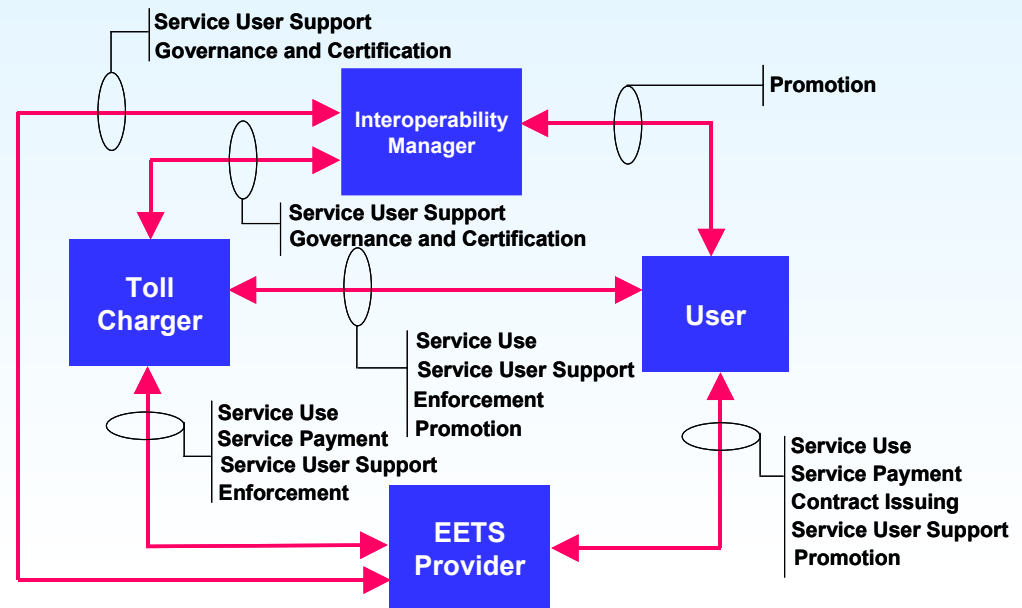 Service User Support
Governance and Certification
Promotion
Interoperability
Manager
Service User Support
Governance and Certification
Toll
Charger
User
Service Use
Service User Support
Enforcement
Promotion
Service Use
Service Payment
Service User Support
Enforcement
Service Use
Service Payment
Contract Issuing
Service User Support
Promotion
EETS
Provider